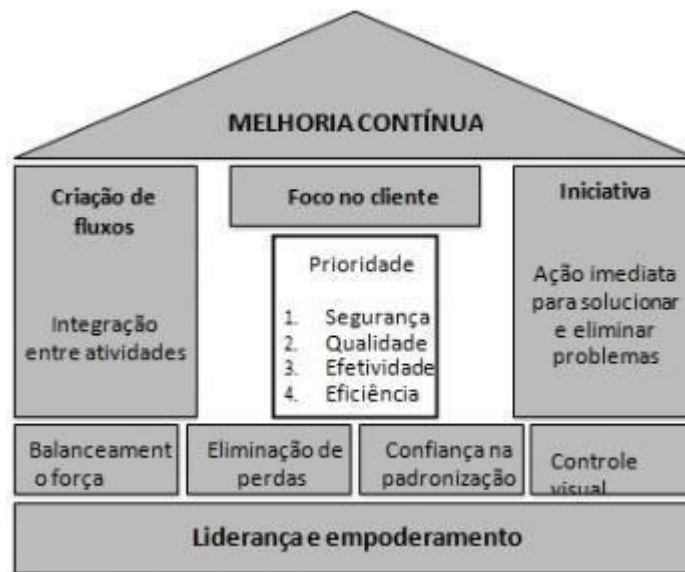 MELHORIA CONTÍNUA
Criação de
fluxos
Integração
entre atividades
Foco no cliente
Prioridade
1. Segurança
2. Qualidade
3. Efetividade
4. Eficiência
Iniciativa
Ação imediata
para solucionar
e eliminar
problemas
Balanceament
o força
Eliminação de
perdas
Confiança na
padronização
Controle
visual
Liderança e empoderamento